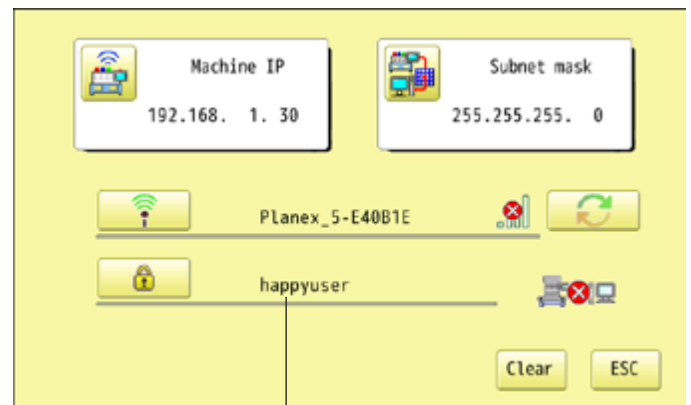 Machine IP
192.168.  1. 30
Subnet mask
255.255.255.  0
Planex_5-E40B1E
happyuser
Clear
ESC